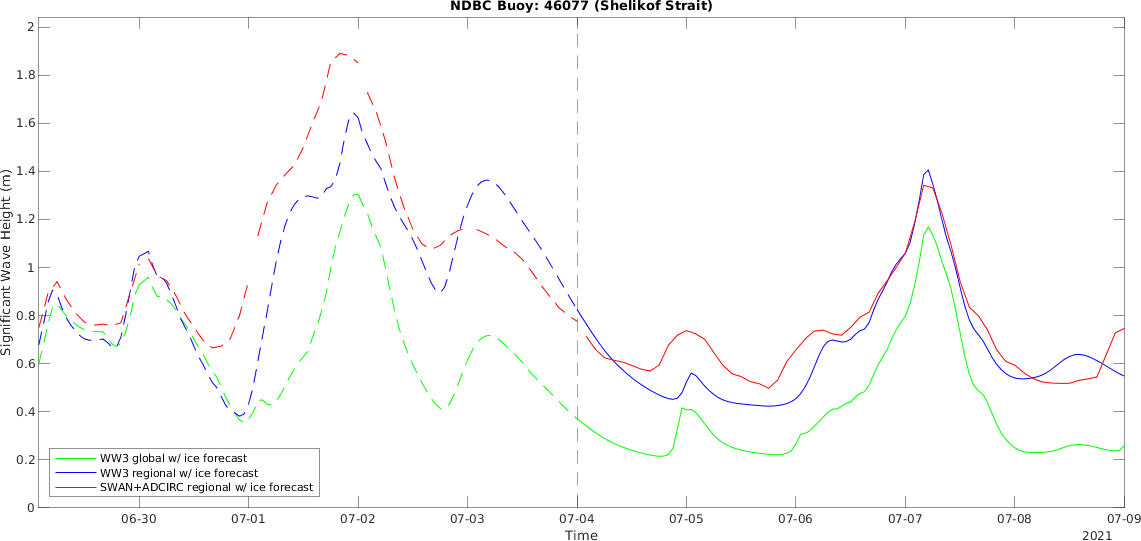 NDBC Buoy: 46077 (Shelikof Strait)
2
1.8
1.6
1.4
1.2
1
0.8
0.6
0.4
0.2
0
Significant Wave Height (m)
WW3 global w/ ice forecast
WW3 regional w/ ice forecast
SWAN+ADCIRC regional w/ ice forecast
06-30 07-01 07-02 07-03 07-04 07-05 07-06 07-07 07-08 07-09
Time
2021